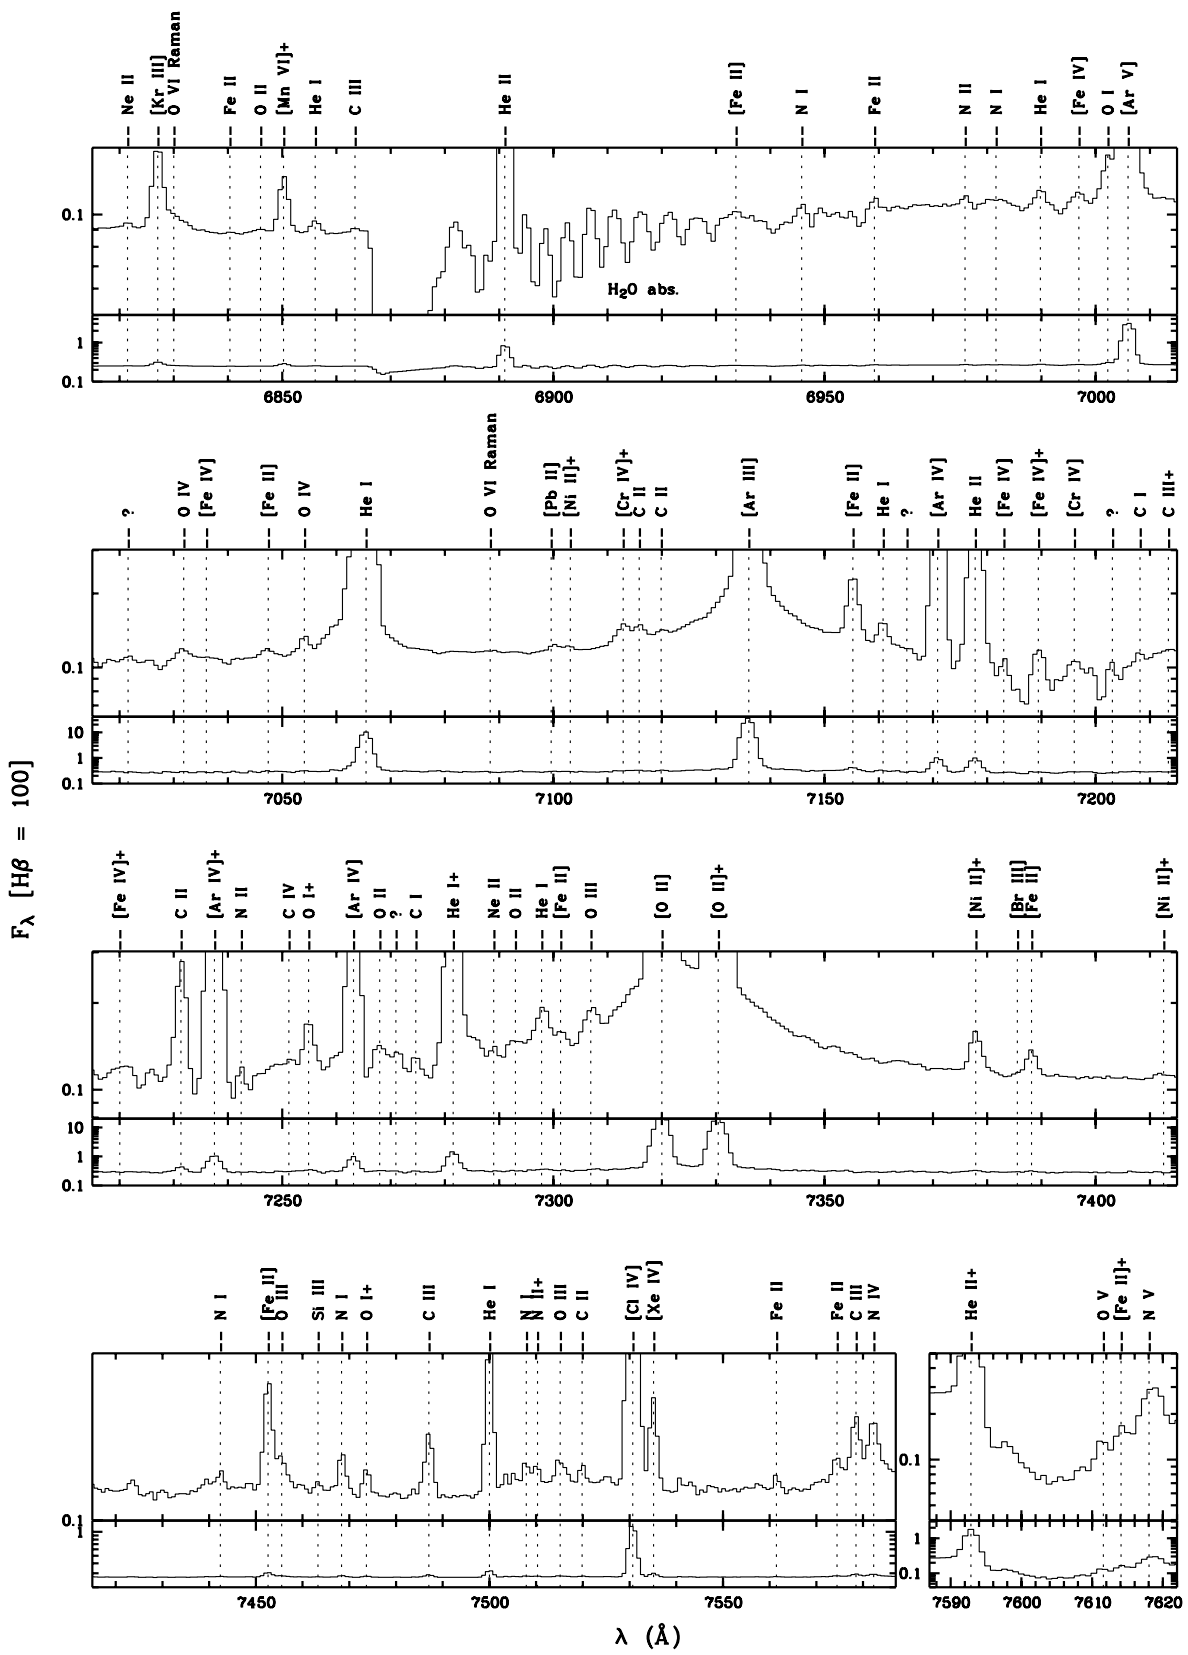 Ne II
[Kr III]
O VI Raman
Fe II
O II
[Mn VI]+
He I
C III
He II
[Fe II]
N I
Fe II
N II
N I
He I
[Fe IV]
O I
[Ar V]
0.1
H₂O abs.
1
0.1
6850 6900 6950 7000
?
O IV
[Fe IV]
[Fe II]
O IV
He I
O VI Raman
[Pb II]
[Ni II]+
[Cr IV]+
C II
C II
[Ar III]
[Fe II]
He I
?
[Ar IV]
He II
[Fe IV]
[Fe IV]+
[Cr IV]
?
C I
C III+
0.1
10
1
0.1
7050 7100 7150 7200
Fλ [Hβ = 100]
[Fe IV]+
C II
[Ar IV]+
N II
C IV
O I+
[Ar IV]
O II
?
C I
He I+
Ne II
O II
He I
[Fe II]
O III
[O II]
[O II]+
[Ni II]+
[Br III]
[Fe II]
[Ni II]+
0.1
10
1
0.1
7250 7300 7350 7400
N I
[Fe II]
O III
Si III
N I
O I+
C III
He I
N I
N II+
O III
C II
[Cl IV]
[Xe IV]
Fe II
Fe II
C III
N IV
He II+
O V
[Fe II]+
N V
0.1
1
0.1
1
0.1
7450 7500 7550 7590 7600 7610 7620
λ (Å)